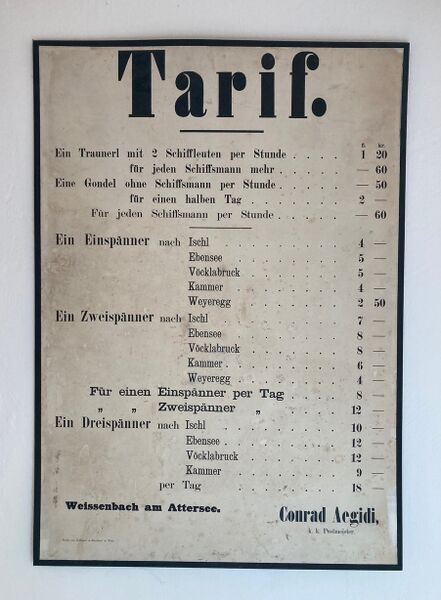 Tarif.
fl. kr.
Ein Traunerl mit 2 Schiffleuten per Stunde . . . . 1 20
für jeden Schiffsmann mehr . . . . — 60
Eine Gondel ohne Schiffsmann per Stunde . . . . . — 50
für einen halben Tag . . . . 2 —
Für jeden Schiffsmann per Stunde . . . . — 60
Ein Einspänner nach Ischl . . . . . . . . 4 —
Ebensee . . . . . . . 5 —
Vöcklabruck . . . . . . 5 —
Kammer . . . . . . . 4 —
Weyeregg . . . . . . . 2 50
Ein Zweispänner nach Ischl . . . . . . . . 7 —
Ebensee . . . . . . . 8 —
Vöcklabruck . . . . . . 8 —
Kammer . . . . . . . 6 —
Weyeregg . . . . . . . 4 —
Für einen Einspänner per Tag . . . . 8 —
„ „ Zweispänner „ . . . . . 12 —
Ein Dreispänner nach Ischl . . . . . . . . 10 —
Ebensee . . . . . . . 12 —
Vöcklabruck . . . . . . 12 —
Kammer . . . . . . . 9 —
per Tag . . . . . . . 18 —
Weissenbach am Attersee.
Conrad Aegidi,
k. k. Postmeister.